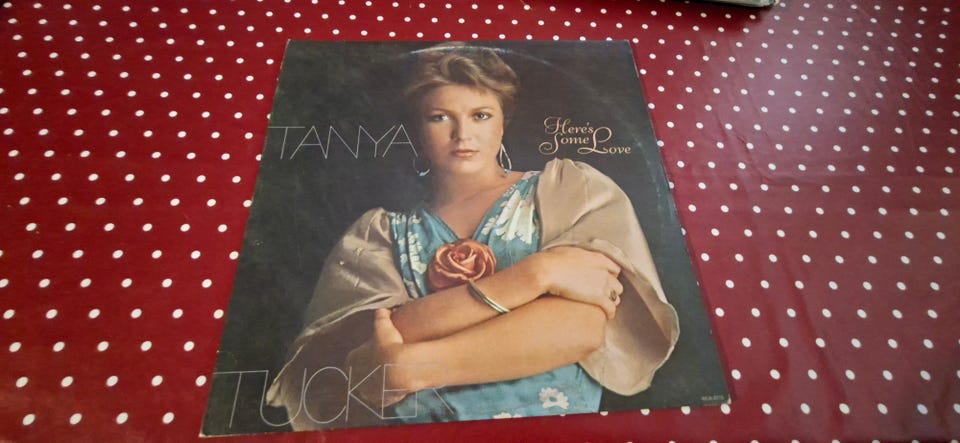 TANYA
Here's
Some Love
TUCKER